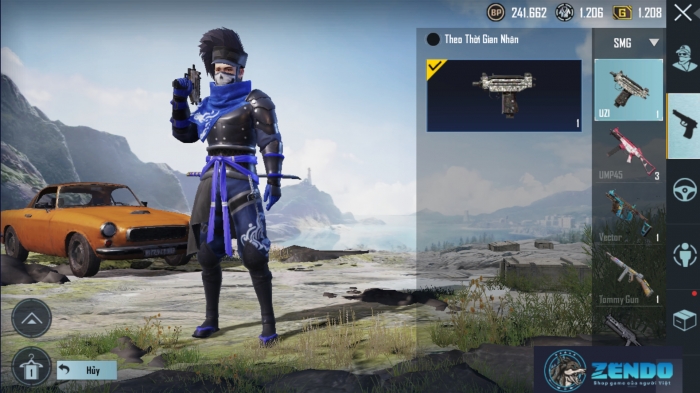 BP 241.662 1.206 G 1.208
Theo Thời Gian Nhận
SMG
1
UZI 1
UMP45 3
Vector 1
Tommy Gun 1
1
Hủy
ZENDO
Shop game của người Việt